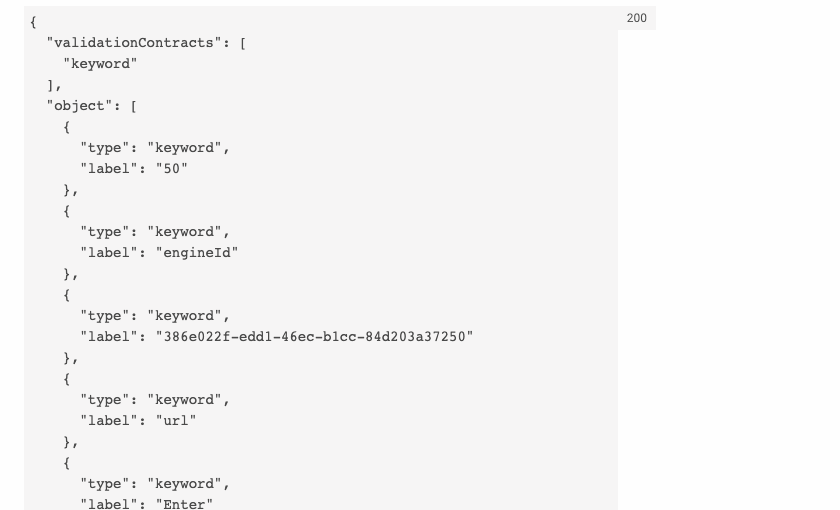 {
200
"validationContracts": [
"keyword"
],
"object": [
{
"type": "keyword",
"label": "50"
},
{
"type": "keyword",
"label": "engineId"
},
{
"type": "keyword",
"label": "386e022f-edd1-46ec-b1cc-84d203a37250"
},
{
"type": "keyword",
"label": "url"
},
{
"type": "keyword",
"label": "Enter"